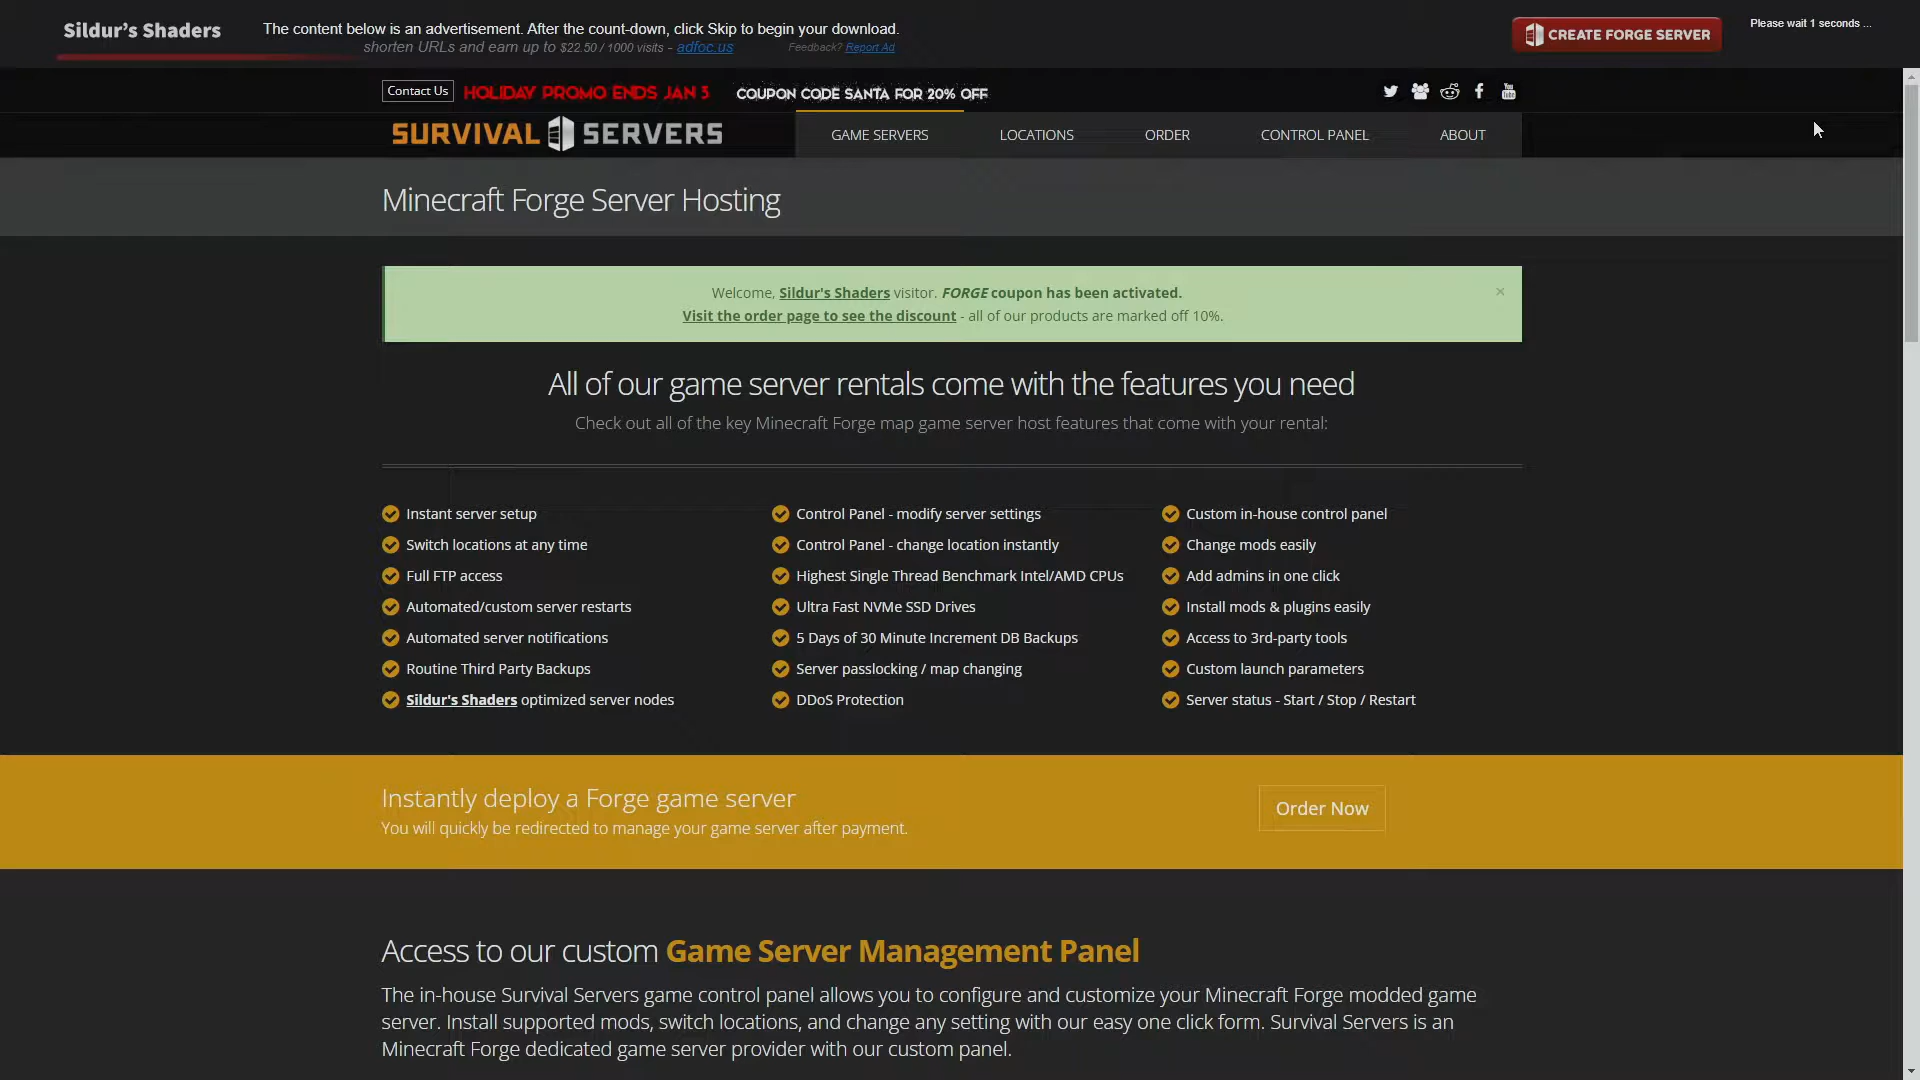 Sildur's Shaders
The content below is an advertisement. After the count-down, click Skip to begin your download.
shorten URLs and earn up to $22.50 / 1000 visits - adfoc.us
Feedback? Report Ad
CREATE FORGE SERVER
Please wait 1 seconds ...
Contact Us
HOLIDAY PROMO ENDS JAN 3
COUPON CODE SANTA FOR 20% OFF
SURVIVAL SERVERS
GAME SERVERS
LOCATIONS
ORDER
CONTROL PANEL
ABOUT
Minecraft Forge Server Hosting
Welcome, Sildur's Shaders visitor. FORGE coupon has been activated.
Visit the order page to see the discount - all of our products are marked off 10%.
×
All of our game server rentals come with the features you need
Check out all of the key Minecraft Forge map game server host features that come with your rental:
Instant server setup
Switch locations at any time
Full FTP access
Automated/custom server restarts
Automated server notifications
Routine Third Party Backups
Sildur's Shaders optimized server nodes
Control Panel - modify server settings
Control Panel - change location instantly
Highest Single Thread Benchmark Intel/AMD CPUs
Ultra Fast NVMe SSD Drives
5 Days of 30 Minute Increment DB Backups
Server passlocking / map changing
DDoS Protection
Custom in-house control panel
Change mods easily
Add admins in one click
Install mods & plugins easily
Access to 3rd-party tools
Custom launch parameters
Server status - Start / Stop / Restart
Instantly deploy a Forge game server
You will quickly be redirected to manage your game server after payment.
Order Now
Access to our custom Game Server Management Panel
The in-house Survival Servers game control panel allows you to configure and customize your Minecraft Forge modded game
server. Install supported mods, switch locations, and change any setting with our easy one click form. Survival Servers is an
Minecraft Forge dedicated game server provider with our custom panel.